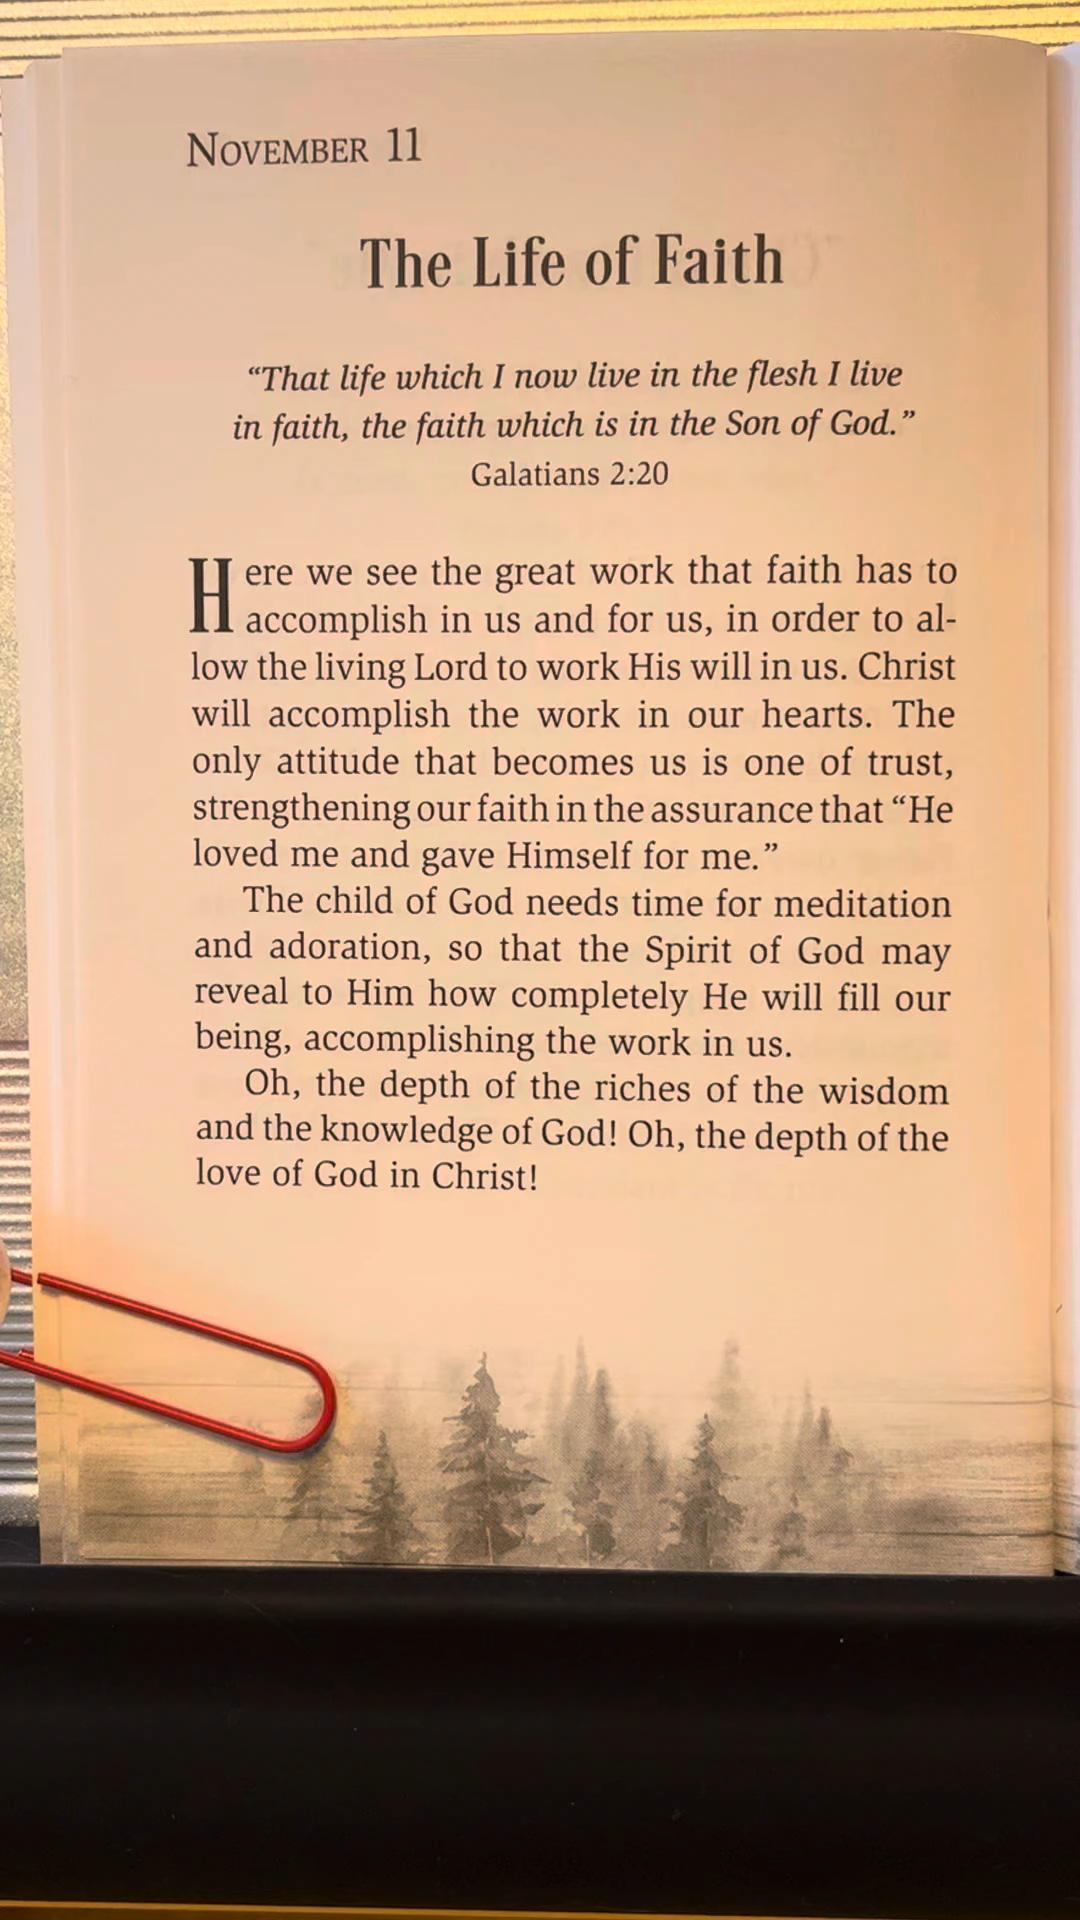 November 11
The Life of Faith
“That life which I now live in the flesh I live
in faith, the faith which is in the Son of God.”
Galatians 2:20
Here we see the great work that faith has to
accomplish in us and for us, in order to al-
low the living Lord to work His will in us. Christ
will accomplish the work in our hearts. The
only attitude that becomes us is one of trust,
strengthening our faith in the assurance that “He
loved me and gave Himself for me.”
The child of God needs time for meditation
and adoration, so that the Spirit of God may
reveal to Him how completely He will fill our
being, accomplishing the work in us.
Oh, the depth of the riches of the wisdom
and the knowledge of God! Oh, the depth of the
love of God in Christ!